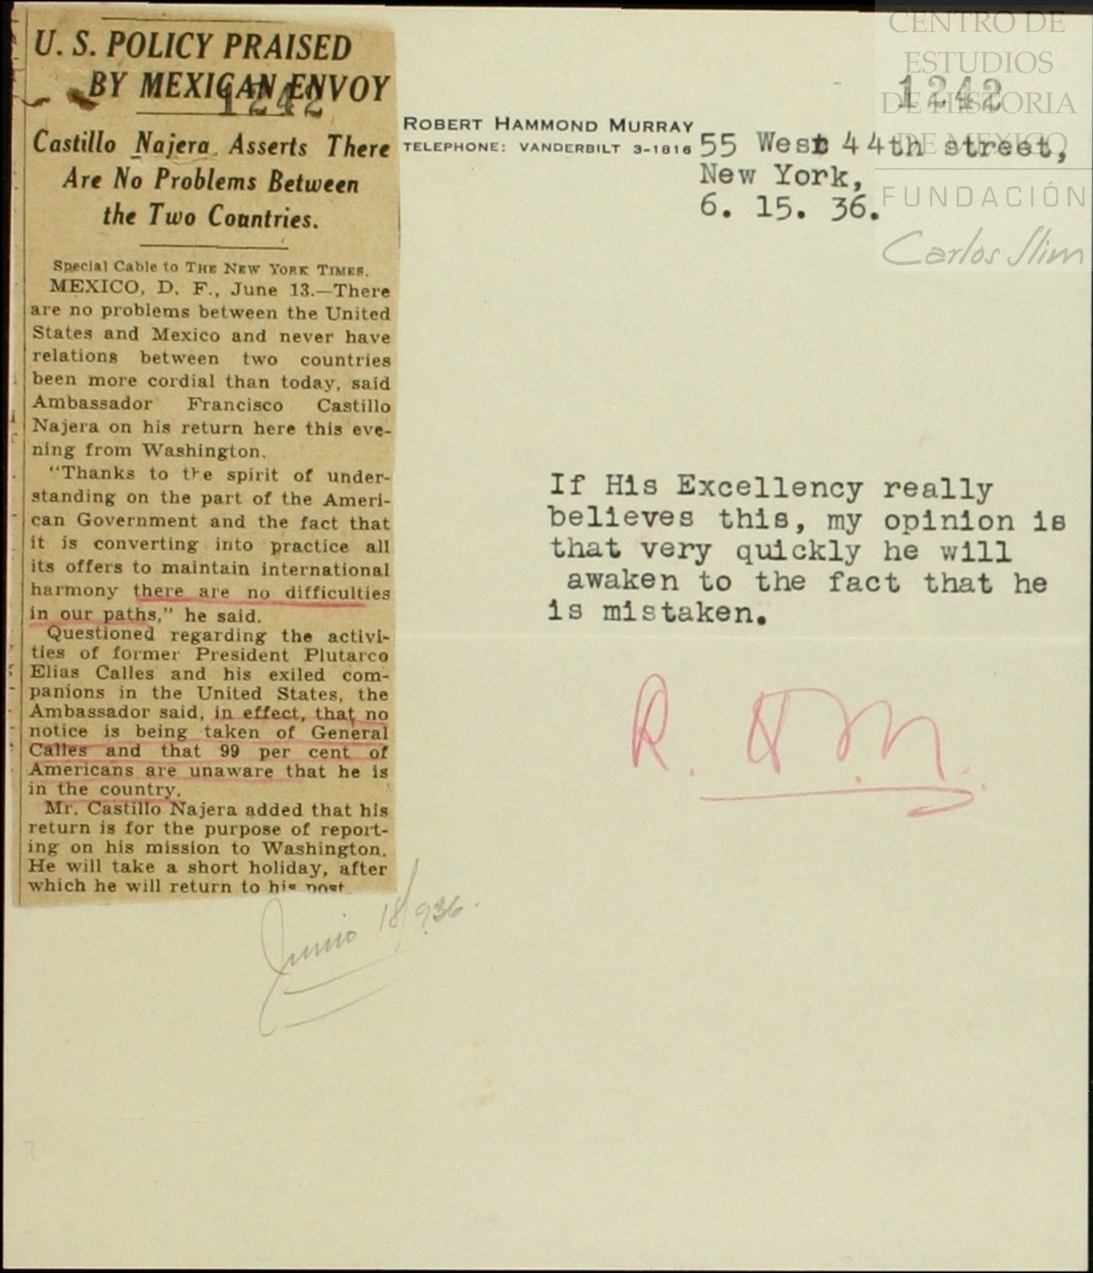 U. S. POLICY PRAISED
BY MEXICAN ENVOY
1242
Castillo Najera Asserts There
Are No Problems Between
the Two Countries.
Special Cable to THE NEW YORK TIMES.
MEXICO, D. F., June 13.—There
are no problems between the United
States and Mexico and never have
relations between two countries
been more cordial than today, said
Ambassador Francisco Castillo
Najera on his return here this eve-
ning from Washington.
"Thanks to the spirit of under-
standing on the part of the Ameri-
can Government and the fact that
it is converting into practice all
its offers to maintain international
harmony there are no difficulties
in our paths," he said.
Questioned regarding the activi-
ties of former President Plutarco
Elias Calles and his exiled com-
panions in the United States, the
Ambassador said, in effect, that no
notice is being taken of General
Calles and that 99 per cent of
Americans are unaware that he is
in the country.
Mr. Castillo Najera added that his
return is for the purpose of report-
ing on his mission to Washington.
He will take a short holiday, after
which he will return to his post.
Junio 18/936.
ROBERT HAMMOND MURRAY
TELEPHONE: VANDERBILT 3-1816
CENTRO DE
ESTUDIOS
DE HISTORIA
DE MEXICO
FUNDACIÓN
Carlos Slim
1242
55 West 44th street,
New York,
6. 15. 36.
If His Excellency really
believes this, my opinion is
that very quickly he will
awaken to the fact that he
is mistaken.
R. H. M.